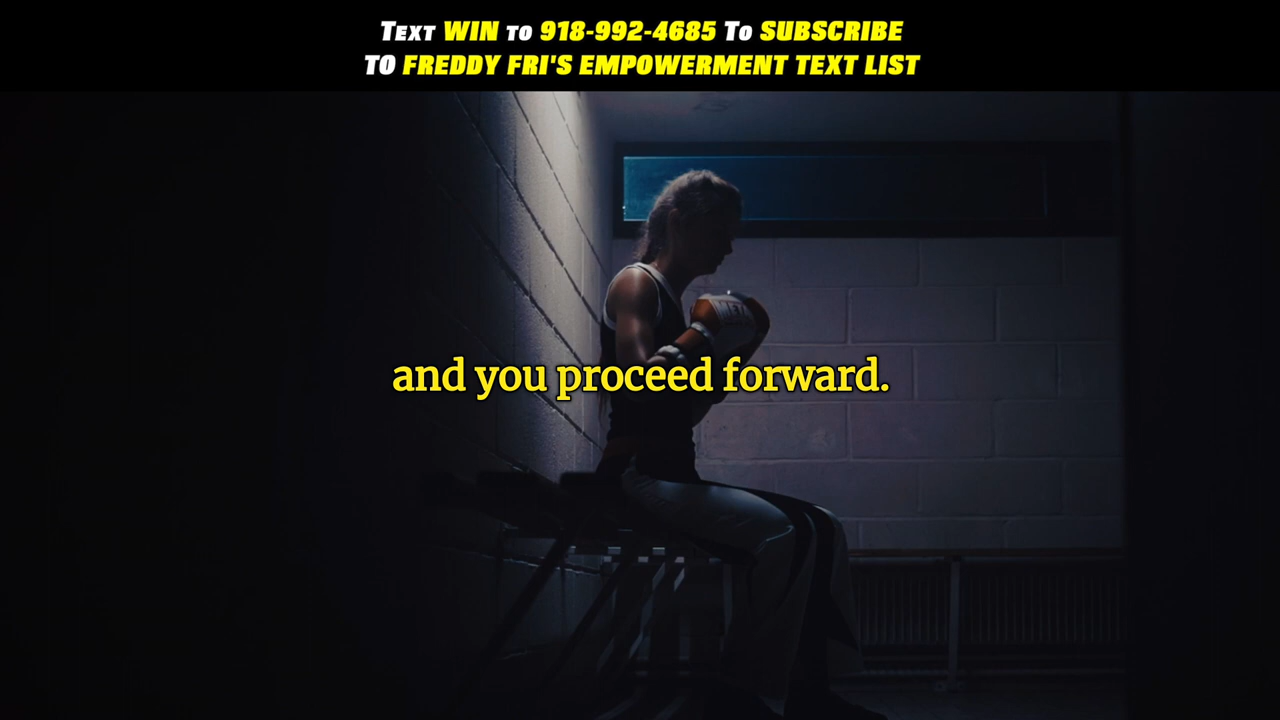 Text WIN to 918-992-4685 To SUBSCRIBE
TO FREDDY FRI'S EMPOWERMENT TEXT LIST
and you proceed forward.